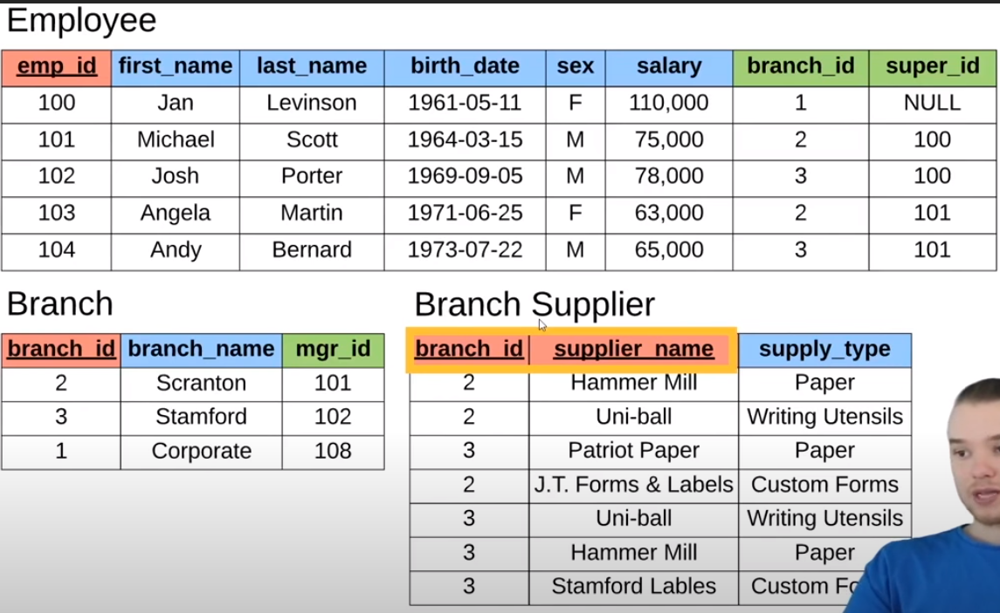 Employee
emp_id first_name last_name birth_date sex salary branch_id super_id
100 Jan Levinson 1961-05-11 F 110,000 1 NULL
101 Michael Scott 1964-03-15 M 75,000 2 100
102 Josh Porter 1969-09-05 M 78,000 3 100
103 Angela Martin 1971-06-25 F 63,000 2 101
104 Andy Bernard 1973-07-22 M 65,000 3 101
Branch
branch_id branch_name mgr_id
2 Scranton 101
3 Stamford 102
1 Corporate 108
Branch Supplier
branch_id supplier_name supply_type
2 Hammer Mill Paper
2 Uni-ball Writing Utensils
3 Patriot Paper Paper
2 J.T. Forms & Labels Custom Forms
3 Uni-ball Writing Utensils
3 Hammer Mill Paper
3 Stamford Lables Custom